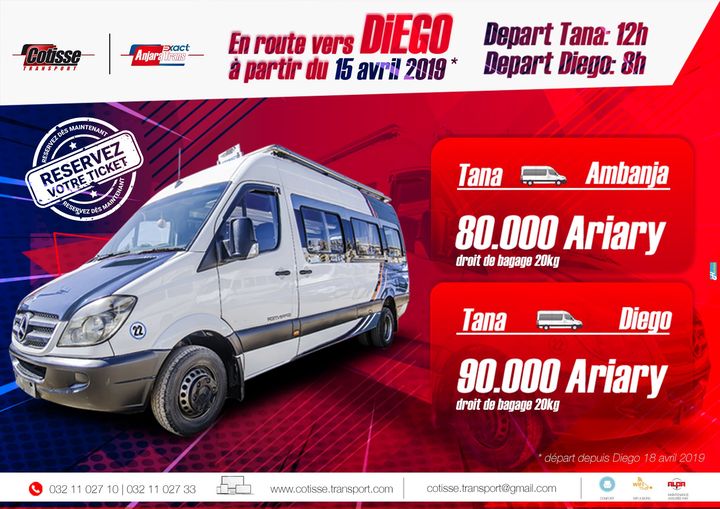 Cotisse
TRANSPORT
Exact
AnjaraTrans
En route vers DiEGO
à partir du 15 avril 2019 *
Depart Tana: 12h
Depart Diego: 8h
RESERVEZ DÈS MAINTENANT
RESERVEZ
VOTRE TICKET
RESERVEZ DÈS MAINTENANT
22
Tana Ambanja
80.000 Ariary
droit de bagage 20kg
Tana Diego
90.000 Ariary
droit de bagage 20kg
* départ depuis Diego 18 avril 2019
032 11 027 10 | 032 11 027 33
www.cotisse.transport.com
cotisse.transport@gmail.com